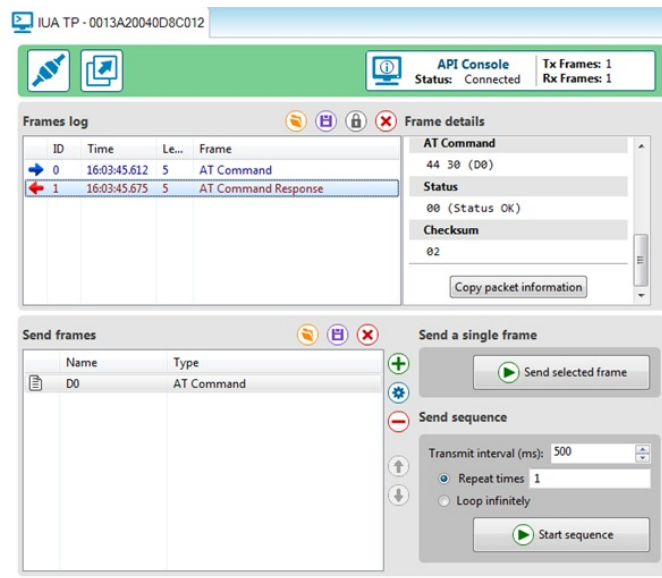 IUA TP - 0013A20040D8C012
API Console
Status: Connected
Tx Frames: 1
Rx Frames: 1
Frames log
ID Time Le... Frame
0 16:03:45.612 5 AT Command
1 16:03:45.675 5 AT Command Response
Frame details
AT Command
44 30 (D0)
Status
00 (Status OK)
Checksum
02
Copy packet information
Send frames
Name Type
D0 AT Command
Send a single frame
Send selected frame
Send sequence
Transmit interval (ms): 500
Repeat times 1
Loop infinitely
Start sequence